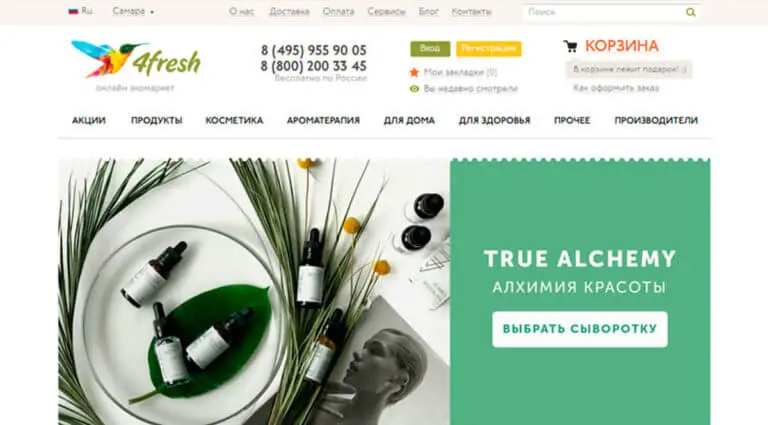 Ru Самара О нас Доставка Оплата Сервисы Блог Контакты Поиск
4fresh
онлайн экомаркет
8 (495) 955 90 05
8 (800) 200 33 45
бесплатно по России
Вход Регистрация
Мои закладки (0)
Вы недавно смотрели
КОРЗИНА
В корзине лежит подарок! :)
Как оформить заказ
АКЦИИ ПРОДУКТЫ КОСМЕТИКА АРОМАТЕРАПИЯ ДЛЯ ДОМА ДЛЯ ЗДОРОВЬЯ ПРОЧЕЕ ПРОИЗВОДИТЕЛИ
TRUE ALCHEMY
АЛХИМИЯ КРАСОТЫ
ВЫБРАТЬ СЫВОРОТКУ